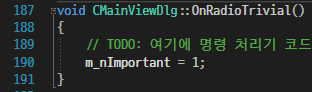 187 void CMainViewDlg::OnRadioTrivial()
188 {
189 // TODO: 여기에 명령 처리기 코드
190 m_nImportant = 1;
191 }